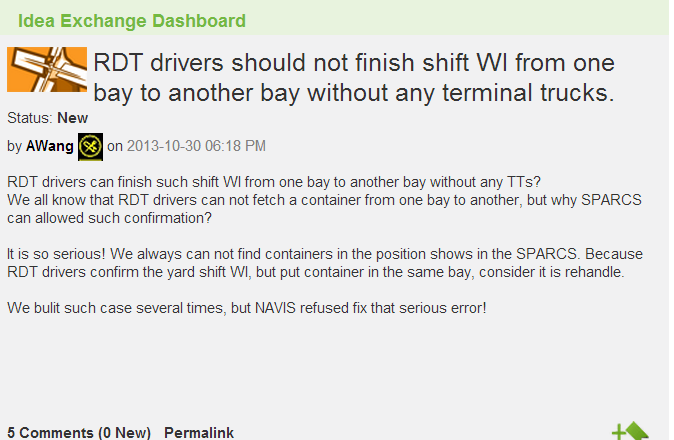 Idea Exchange Dashboard
RDT drivers should not finish shift WI from one
bay to another bay without any terminal trucks.
Status: New
by AWang on 2013-10-30 06:18 PM
RDT drivers can finish such shift WI from one bay to another bay without any TTs?
We all know that RDT drivers can not fetch a container from one bay to another, but why SPARCS
can allowed such confirmation?
It is so serious! We always can not find containers in the position shows in the SPARCS. Because
RDT drivers confirm the yard shift WI, but put container in the same bay, consider it is rehandle.
We bulit such case several times, but NAVIS refused fix that serious error!
5 Comments (0 New) Permalink